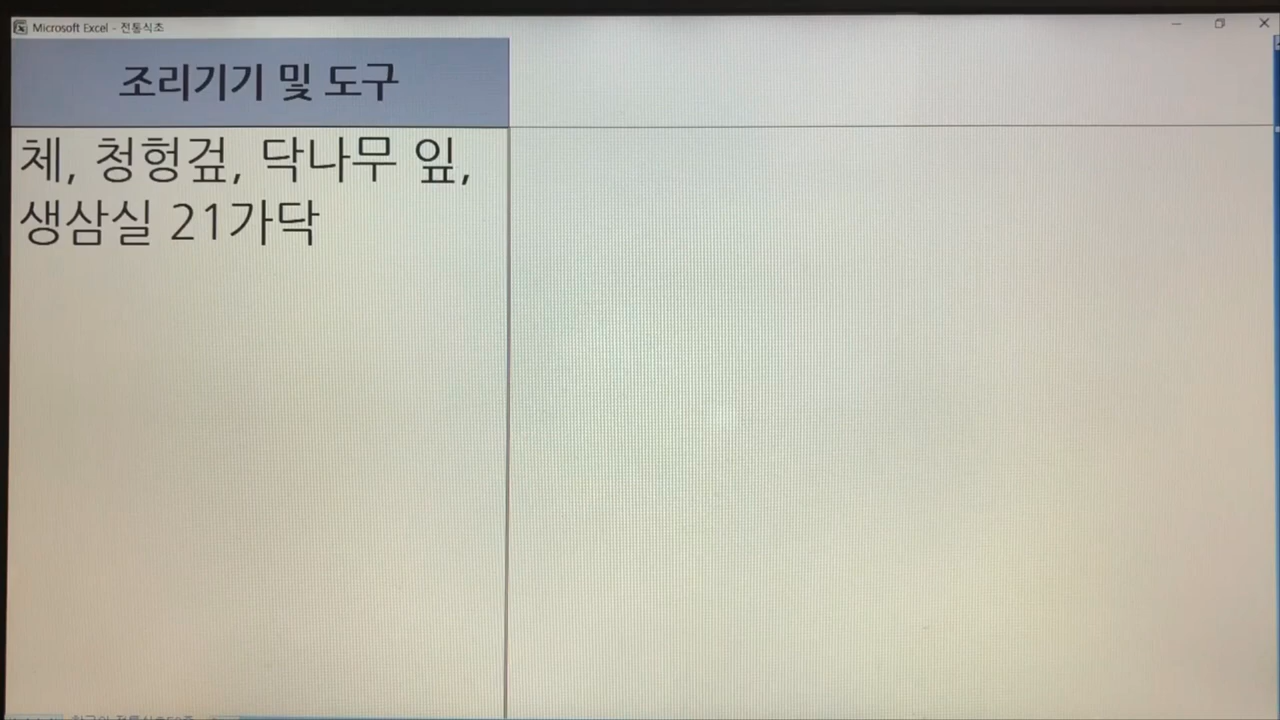 Microsoft Excel - 전통식초
조리기기 및 도구
체, 청헝겊, 닥나무 잎,
생삼실 21가닥